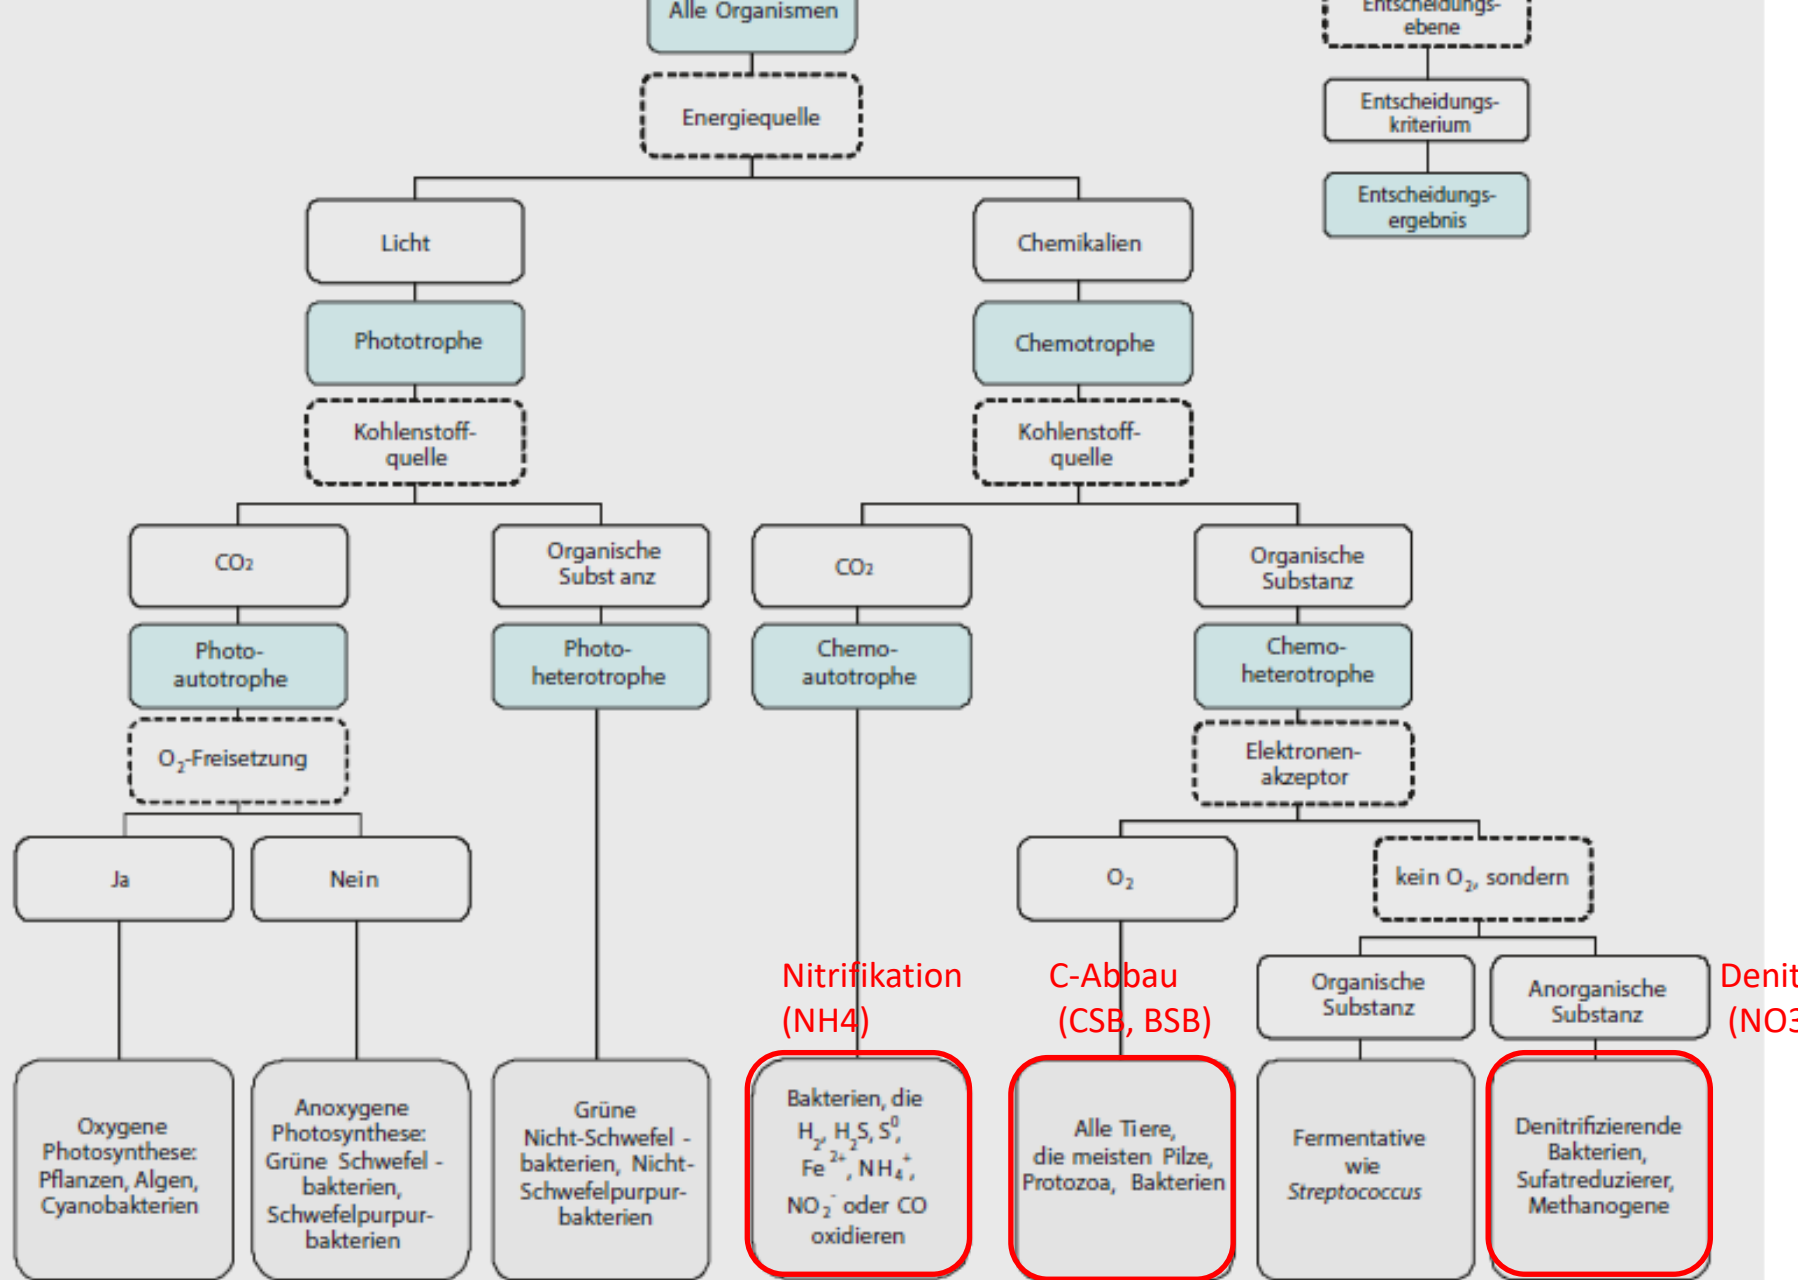 Alle Organismen
Entscheidungs-
ebene
Energiequelle
Entscheidungs-
kriterium
Entscheidungs-
ergebnis
Licht
Chemikalien
Phototrophe
Chemotrophe
Kohlenstoff-
quelle
Kohlenstoff-
quelle
CO₂
Organische
Subst anz
CO₂
Organische
Substanz
Photo-
autotrophe
Photo-
heterotrophe
Chemo-
autotrophe
Chemo-
heterotrophe
O₂-Freisetzung
Elektronen-
akzeptor
Ja
Nein
O₂
kein O₂, sondern
Nitrifikation
(NH4)
C-Abbau
(CSB, BSB)
Organische
Substanz
Anorganische
Substanz
Denit
(NO3
Oxygene
Photosynthese:
Pflanzen, Algen,
Cyanobakterien
Anoxygene
Photosynthese:
Grüne Schwefel -
bakterien,
Schwefelpurpur-
bakterien
Grüne
Nicht-Schwefel -
bakterien, Nicht-
Schwefelpurpur-
bakterien
Bakterien, die
H₂, H₂S, S⁰,
Fe²⁺, NH₄⁺,
NO₂⁻ oder CO
oxidieren
Alle Tiere,
die meisten Pilze,
Protozoa, Bakterien
Fermentative
wie
Streptococcus
Denitrifizierende
Bakterien,
Sufatreduzierer,
Methanogene